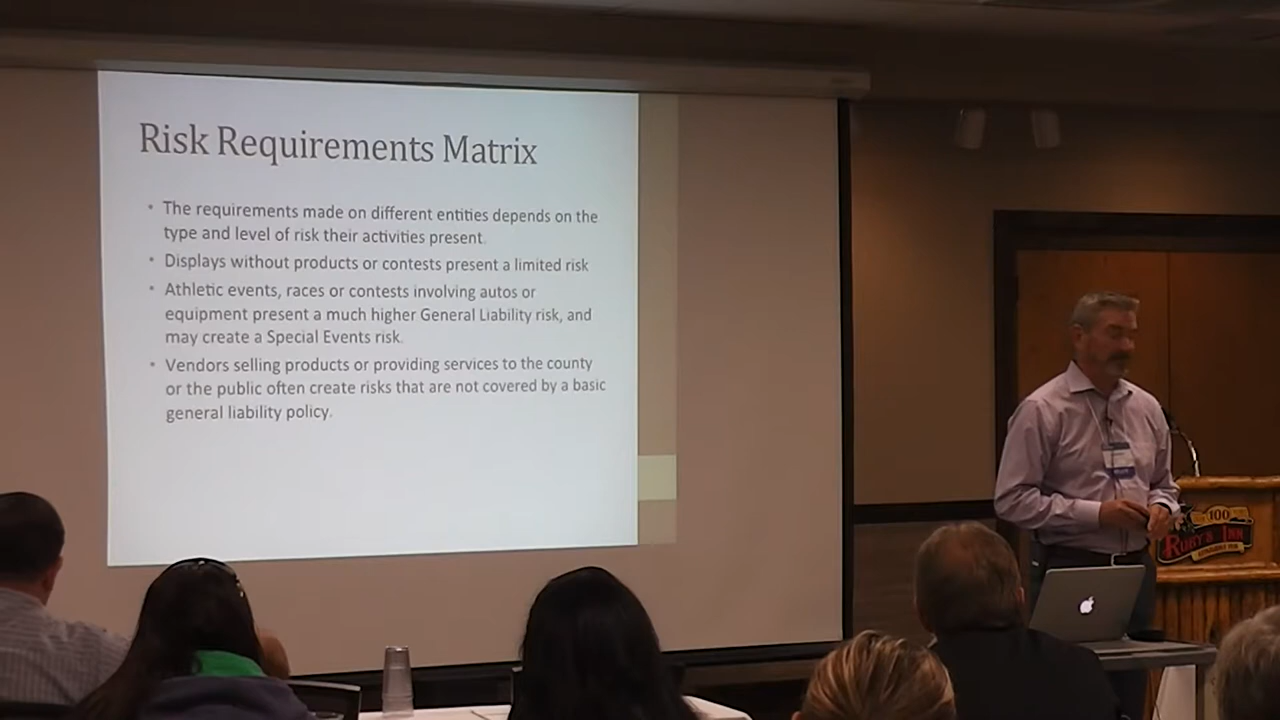 Risk Requirements Matrix
• The requirements made on different entities depends on the
type and level of risk their activities present.
• Displays without products or contests present a limited risk
• Athletic events, races or contests involving autos or
equipment present a much higher General Liability risk, and
may create a Special Events risk.
• Vendors selling products or providing services to the county
or the public often create risks that are not covered by a basic
general liability policy.
100
RUBY'S INN